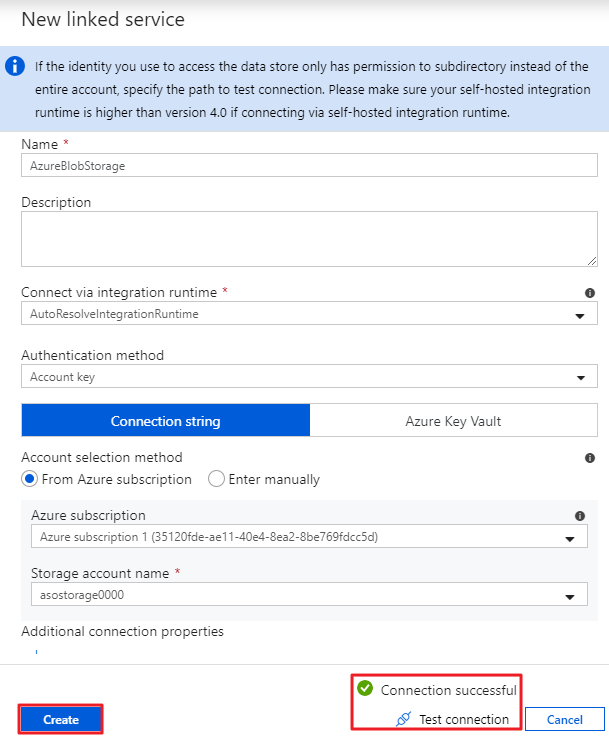 New linked service
If the identity you use to access the data store only has permission to subdirectory instead of the
entire account, specify the path to test connection. Please make sure your self-hosted integration
runtime is higher than version 4.0 if connecting via self-hosted integration runtime.
Name *
AzureBlobStorage
Description
Connect via integration runtime *
AutoResolveIntegrationRuntime
Authentication method
Account key
Connection string
Azure Key Vault
Account selection method
From Azure subscription
Enter manually
Azure subscription
Azure subscription 1 (35120fde-ae11-40e4-8ea2-8be769fdcc5d)
Storage account name *
asostorage0000
Additional connection properties
Connection successful
Create
Test connection
Cancel